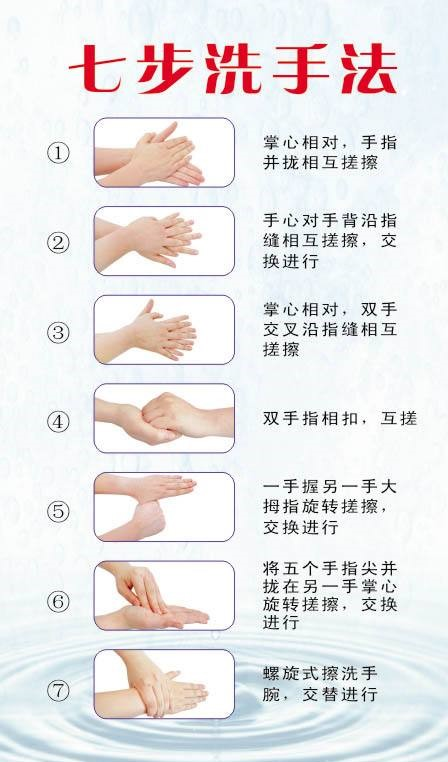 七步洗手法
①
掌心相对，手指
并拢相互搓擦
②
手心对手背沿指
缝相互搓擦，交
换进行
③
掌心相对，双手
交叉沿指缝相互
搓擦
④
双手指相扣，互搓
⑤
一手握另一手大
拇指旋转搓擦，
交换进行
⑥
将五个手指尖并
拢在另一手掌心
旋转搓擦，交换
进行
⑦
螺旋式擦洗手
腕，交替进行